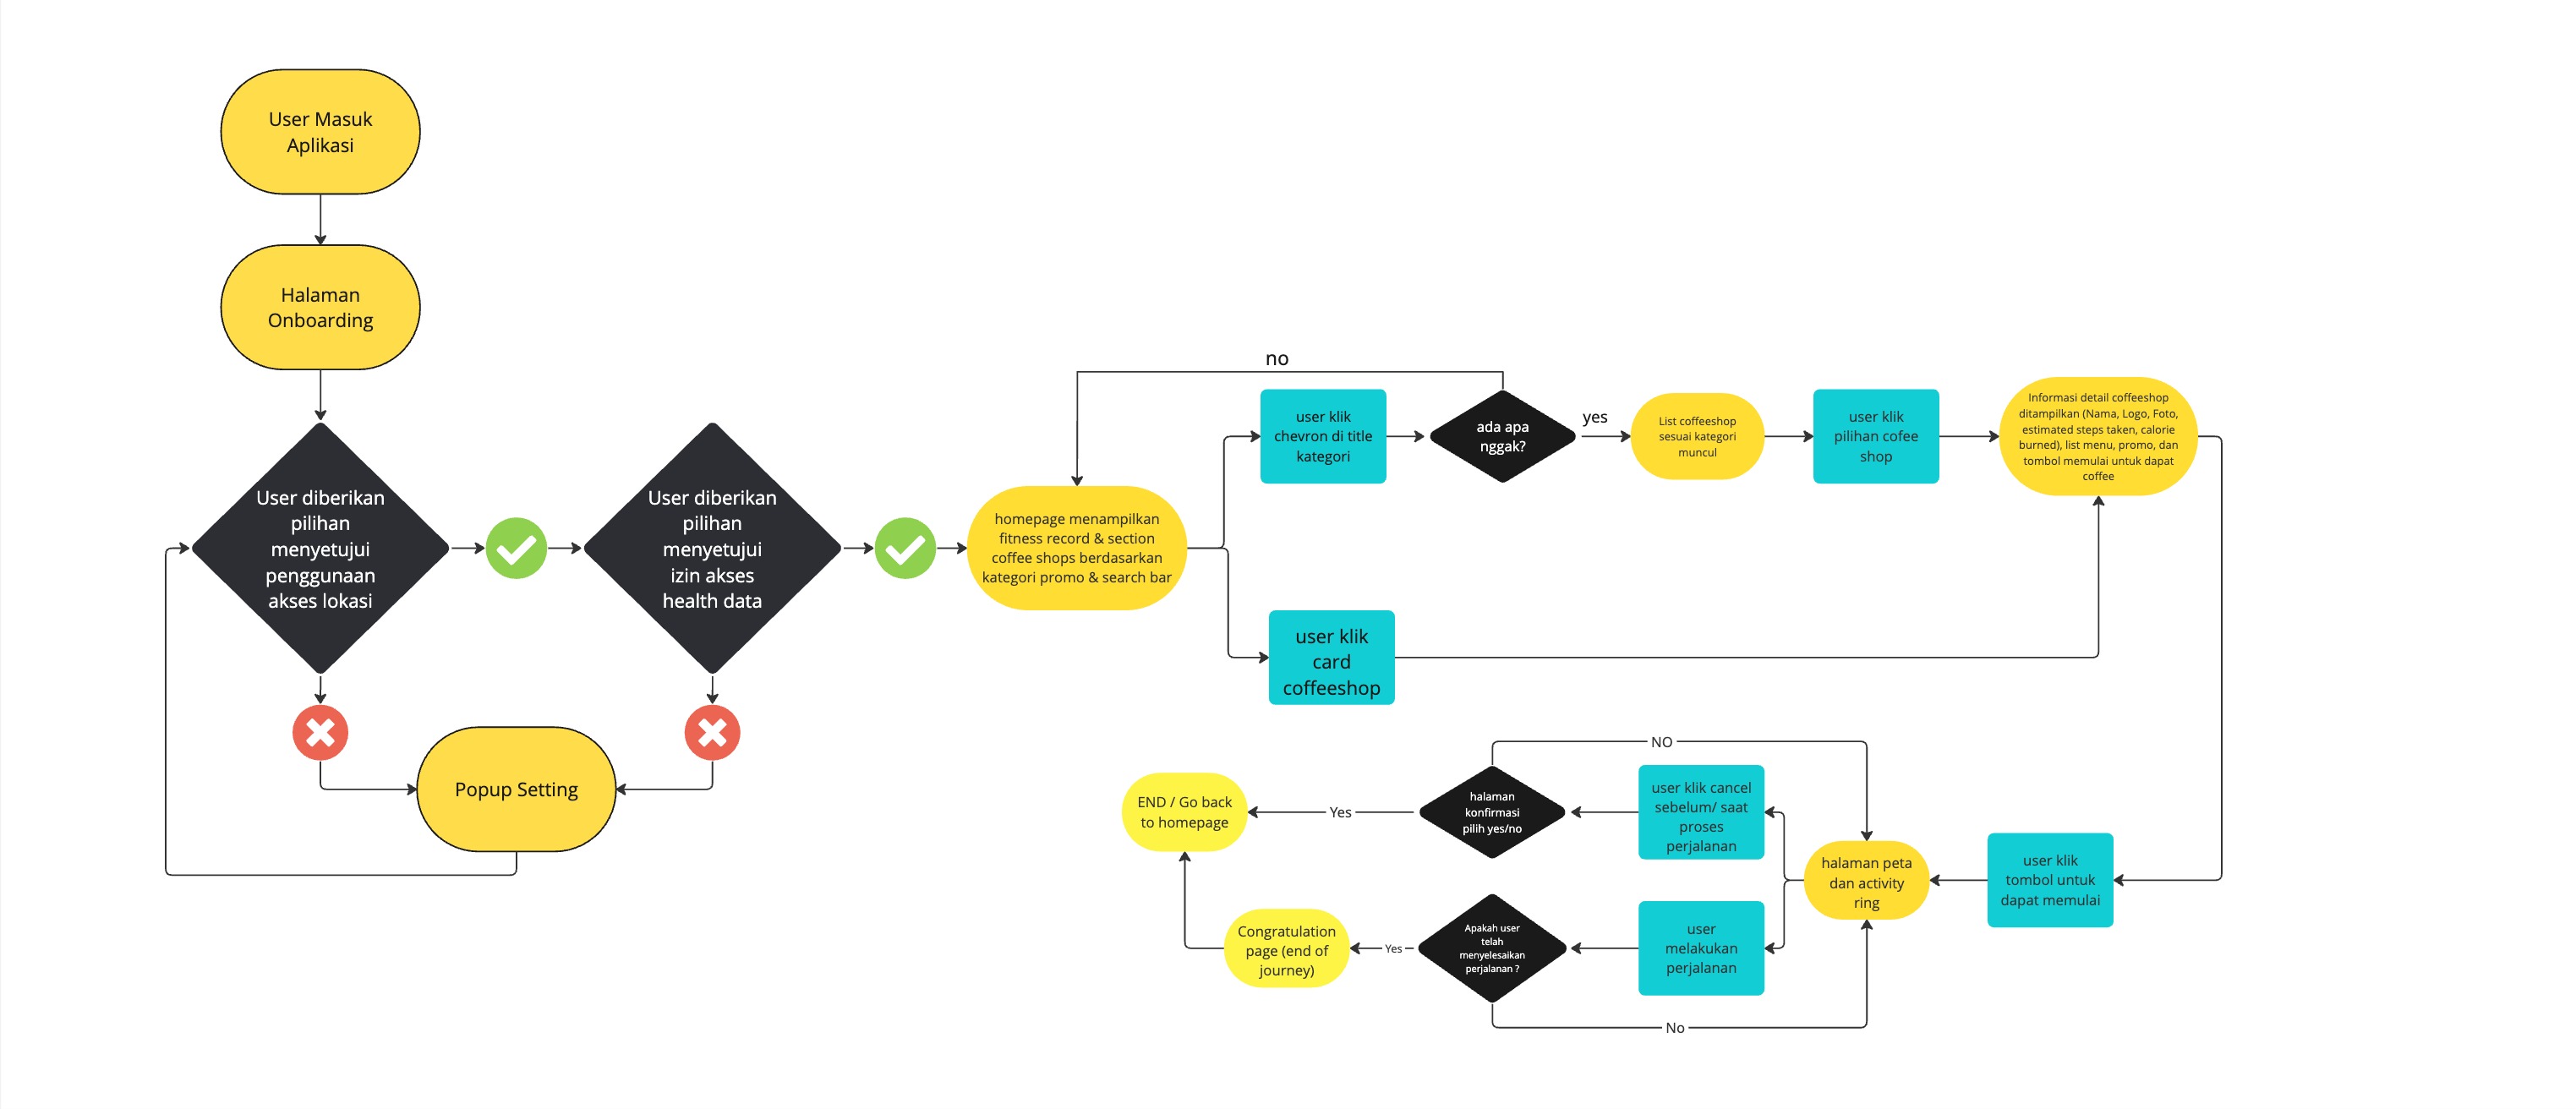 User Masuk
Aplikasi
Halaman
Onboarding
User diberikan
pilihan
menyetujui
penggunaan
akses lokasi
User diberikan
pilihan
menyetujui
izin akses
health data
Popup Setting
homepage menampilkan
fitness record & section
coffee shops berdasarkan
kategori promo & search bar
no
user klik
chevron di title
kategori
ada apa
nggak?
yes
List coffeeshop
sesuai kategori
muncul
user klik
pilihan cofee
shop
Informasi detail coffeeshop
ditampilkan (Nama, Logo, Foto,
estimated steps taken, calorie
burned), list menu, promo, dan
tombol memulai untuk dapat
coffee
user klik
card
coffeeshop
user klik
tombol untuk
dapat memulai
halaman peta
dan activity
ring
NO
user klik cancel
sebelum/ saat
proses
perjalanan
halaman
konfirmasi
pilih yes/no
Yes
END / Go back
to homepage
user
melakukan
perjalanan
Apakah user
telah
menyelesaikan
perjalanan ?
Yes
Congratulation
page (end of
journey)
No